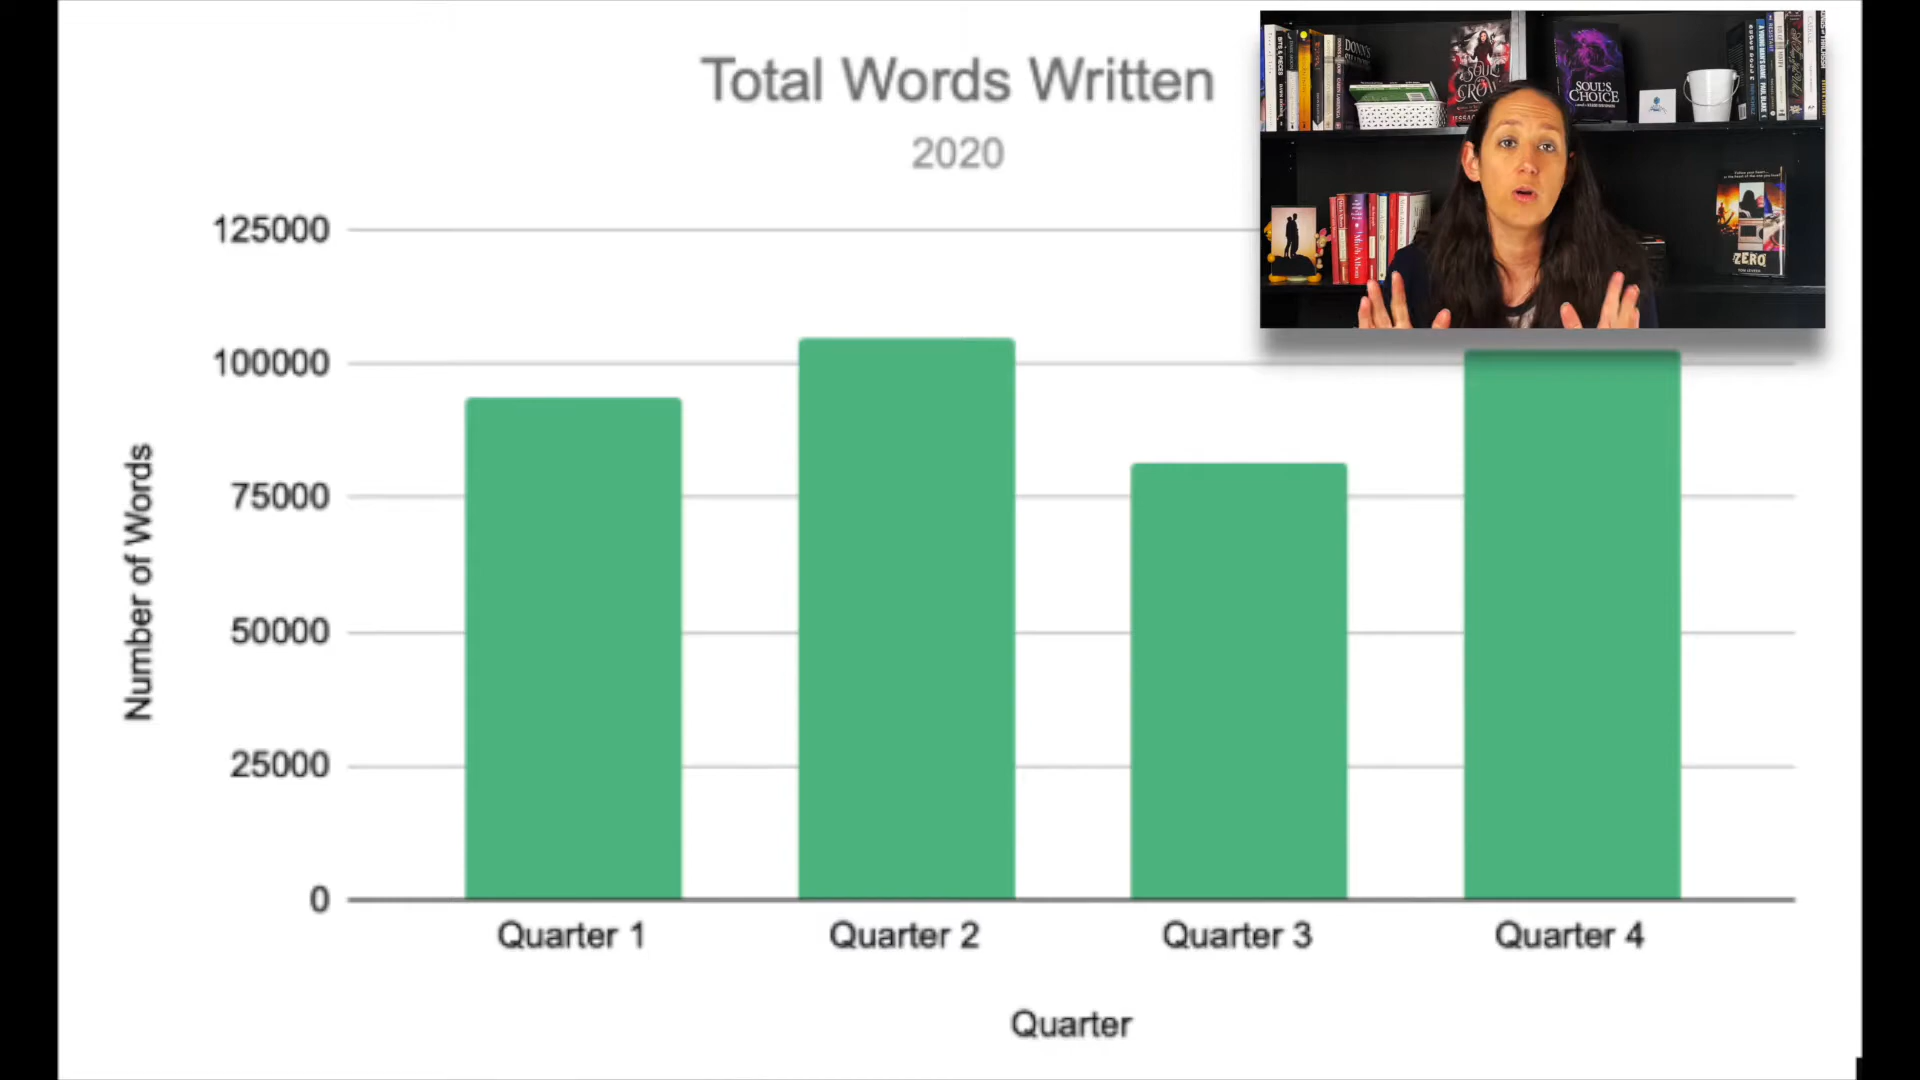 Total Words Written
2020
125000
100000
75000
50000
25000
0
Number of Words
Quarter 1
Quarter 2
Quarter 3
Quarter 4
Quarter
SOUL'S
CHOICE
ZERO